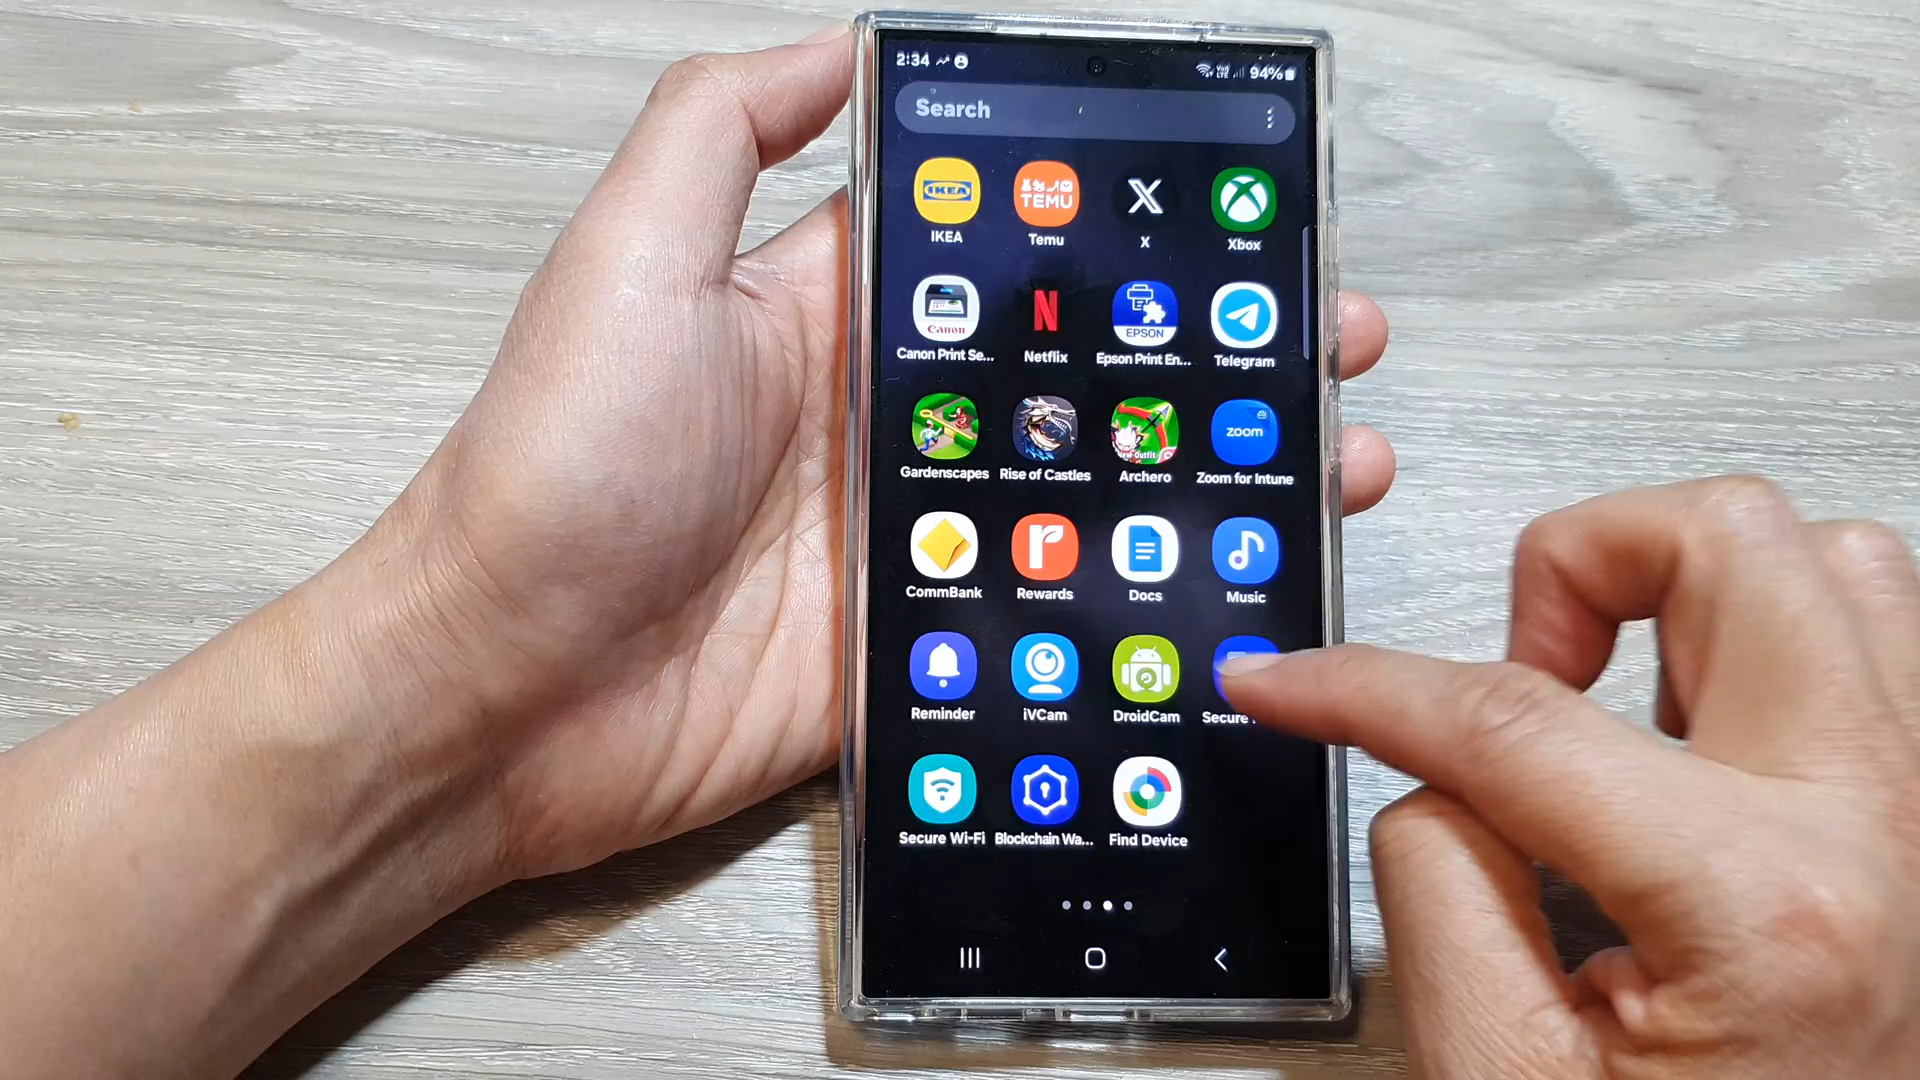 2:34 94%
Search
IKEA TEMU X
IKEA Temu X Xbox
Canon EPSON
Canon Print Se... Netflix Epson Print En... Telegram
New Outfit zoom
Gardenscapes Rise of Castles Archero Zoom for Intune
CommBank Rewards Docs Music
Reminder iVCam DroidCam Secure
Secure Wi-Fi Blockchain Wa... Find Device